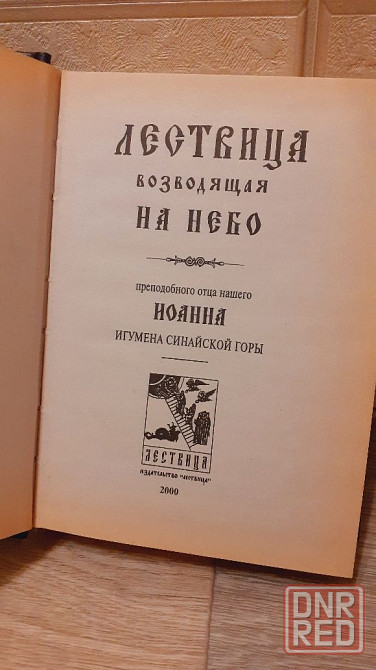 ЛЕСТВИЦА
ВОЗВОДЯЩАЯ
НА НЕБО
преподобного отца нашего
ИОАННА
ИГУМЕНА СИНАЙСКОЙ ГОРЫ
ЛЕСТВИЦА
ИЗДАТЕЛЬСТВО "ЛЕСТВИЦА"
2000
DNR
RED